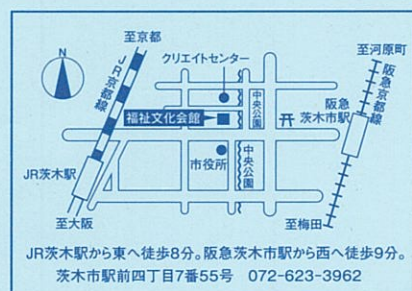 至京都
N
クリエイトセンター
至河原町
JR京都線
中央公園
阪急京都線
福祉文化会館
阪急
茨木市駅
JR茨木駅
市役所
中央公園
至大阪
至梅田
JR茨木駅から東へ徒歩8分。阪急茨木市駅から西へ徒歩9分。
茨木市駅前四丁目7番55号 072-623-3962